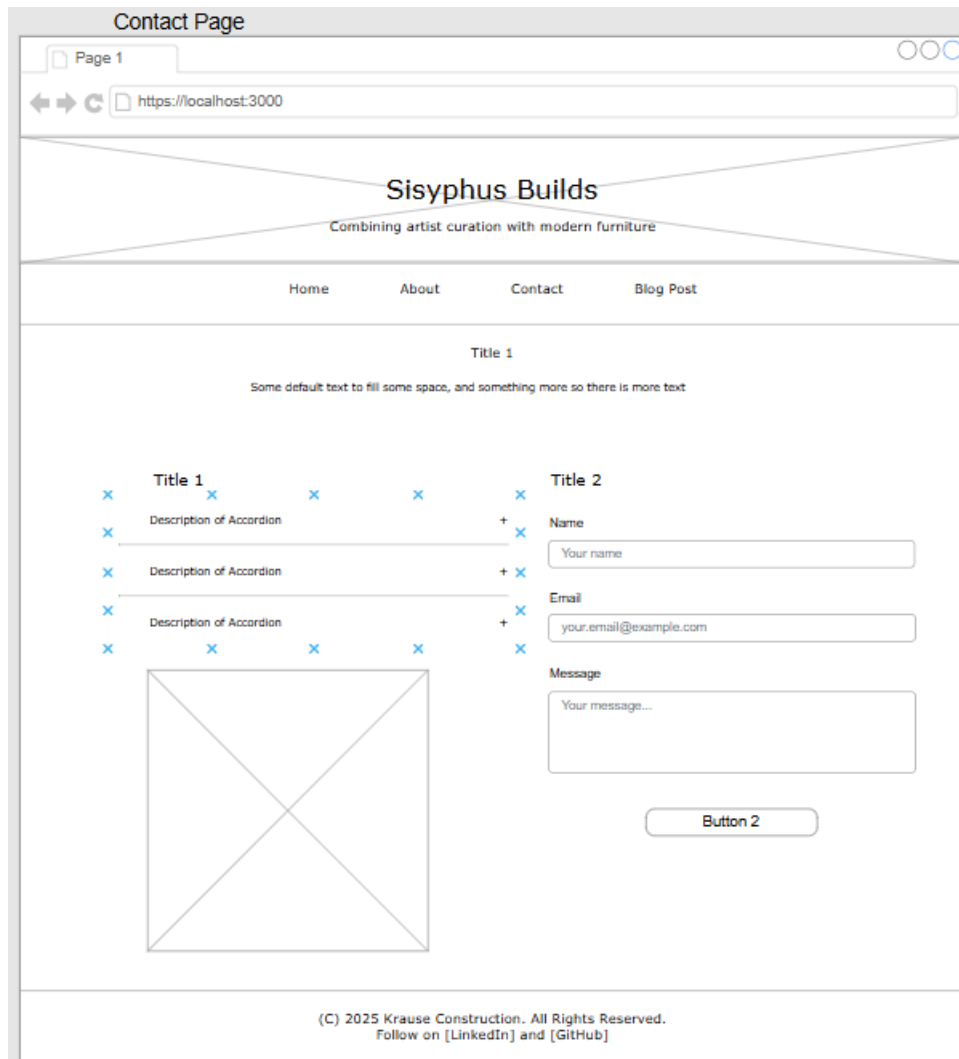 Contact Page
Page 1
https://localhost:3000
Sisyphus Builds
Combining artist curation with modern furniture
Home About Contact Blog Post
Title 1
Some default text to fill some space, and something more so there is more text
Title 1
Description of Accordion +
Description of Accordion +
Description of Accordion +
Title 2
Name
Your name
Email
your.email@example.com
Message
Your message...
Button 2
(C) 2025 Krause Construction. All Rights Reserved.
Follow on [LinkedIn] and [GitHub]